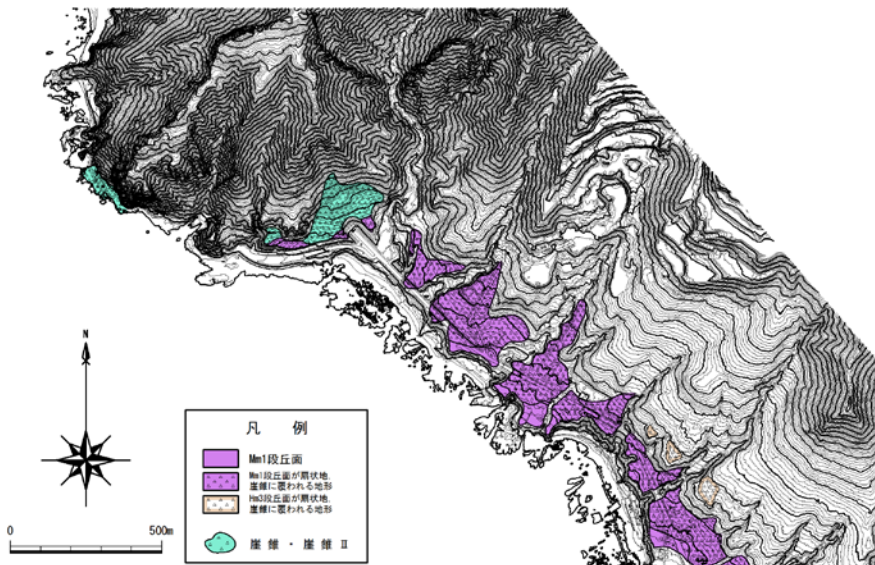 N
凡 例
Mm1段丘面
Mm1段丘面が扇状地,
崖錐に覆われる地形
Hm3段丘面が扇状地,
崖錐に覆われる地形
崖錐・崖錐Ⅱ
0 500m